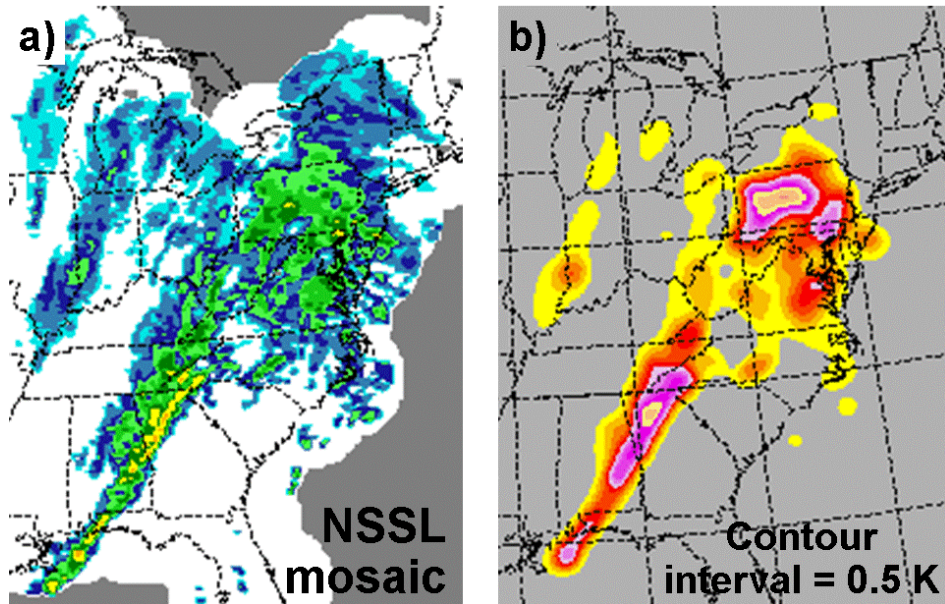 a)
NSSL
mosaic
b)
Contour
interval = 0.5 K